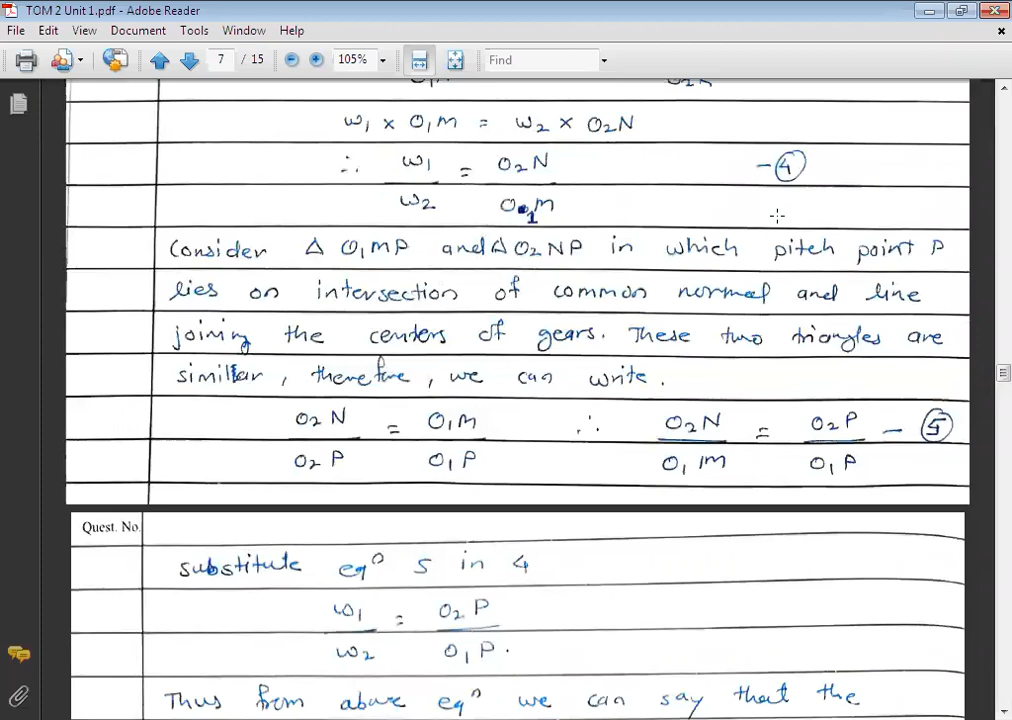 TOM 2 Unit 1.pdf - Adobe Reader
File Edit View Document Tools Window Help
7 / 15 105% Find
ω₁ × O₁M = ω₂ × O₂N
∴ ω₁/ω₂ = O₂N/O₁M - ④
Consider △ O₁MP and △ O₂NP in which pitch point P
lies on intersection of common normal and line
joining the centers of gears. These two triangles are
similar, therefore, we can write.
O₂N/O₂P = O₁M/O₁P ∴ O₂N/O₁M = O₂P/O₁P - ⑤
Quest. No.
substitute eqⁿ 5 in 4
ω₁/ω₂ = O₂P/O₁P.
Thus from above eqⁿ we can say that the